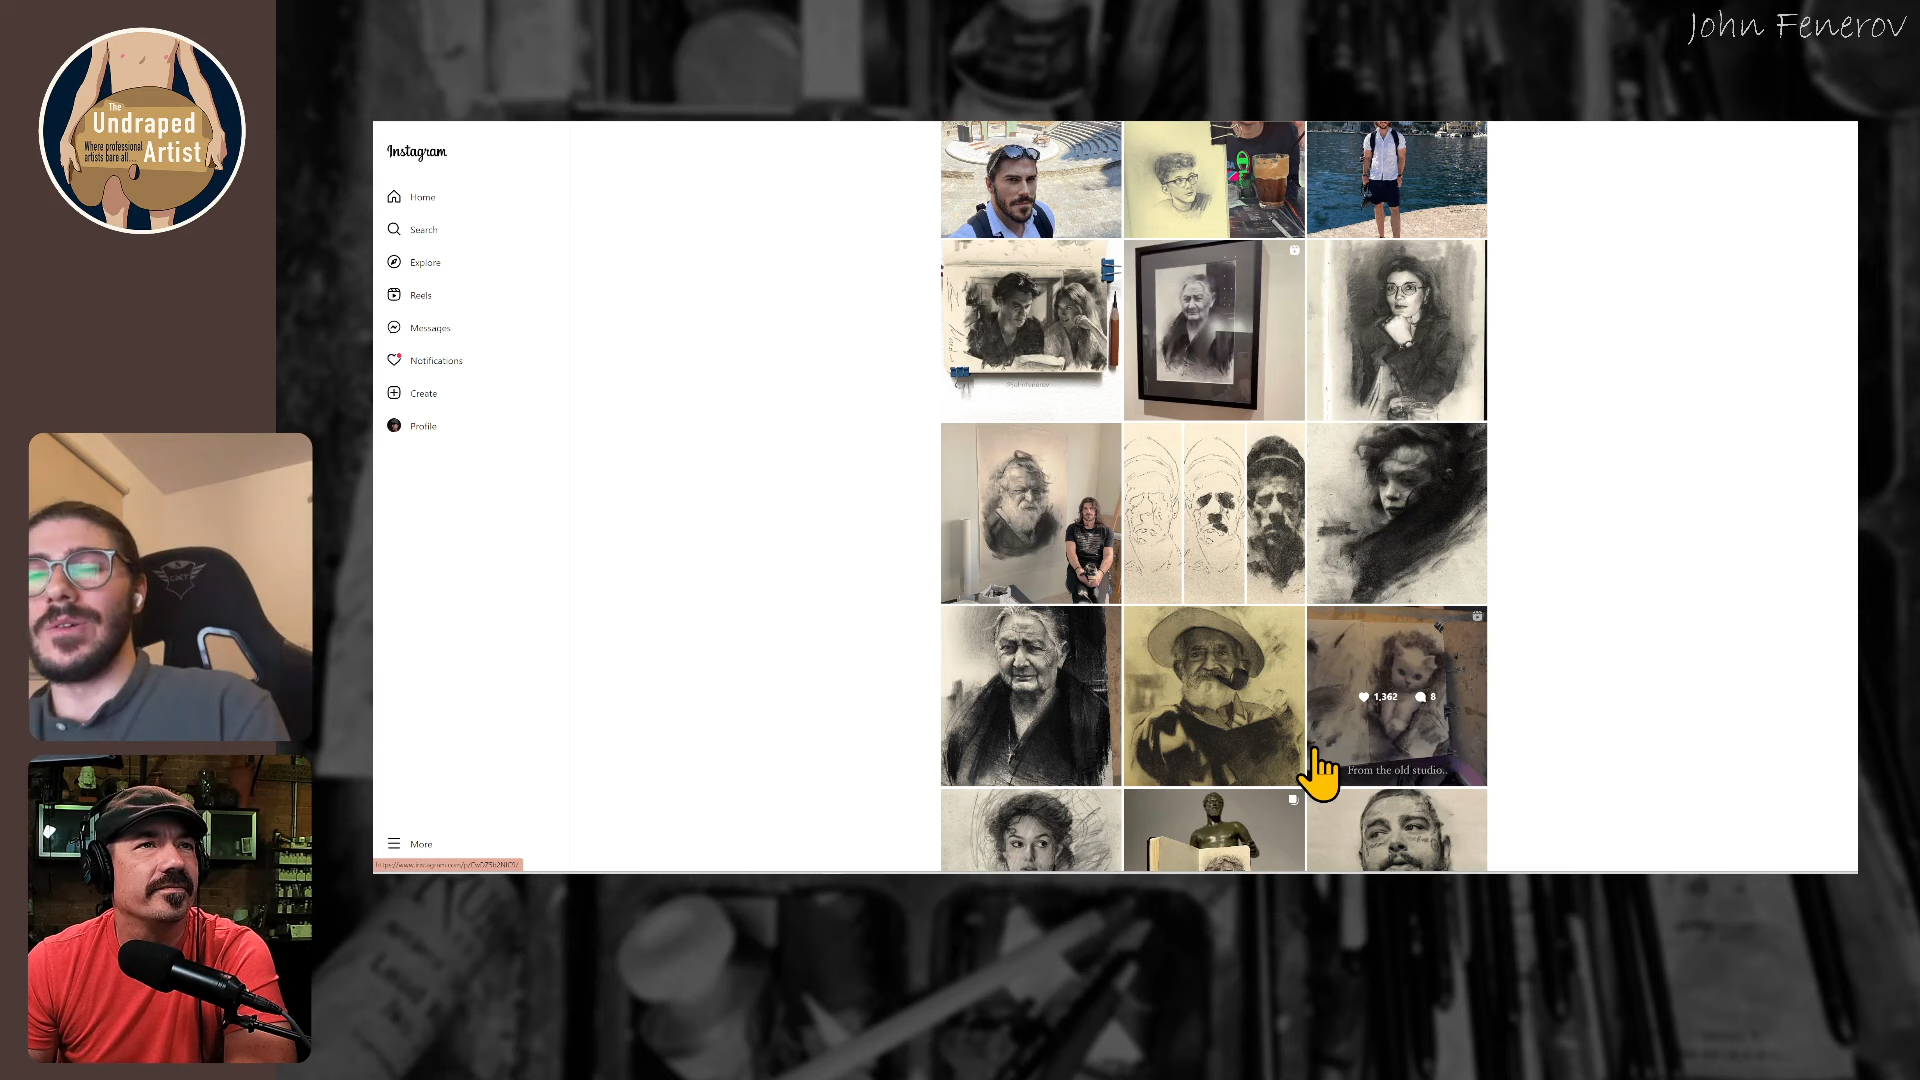 John Fenerov
The
Undraped
Where professional
artists bare all...
Artist
Instagram
Home
Search
Explore
Reels
Messages
Notifications
Create
Profile
More
@johnfenerov
1,362
8
From the old studio..